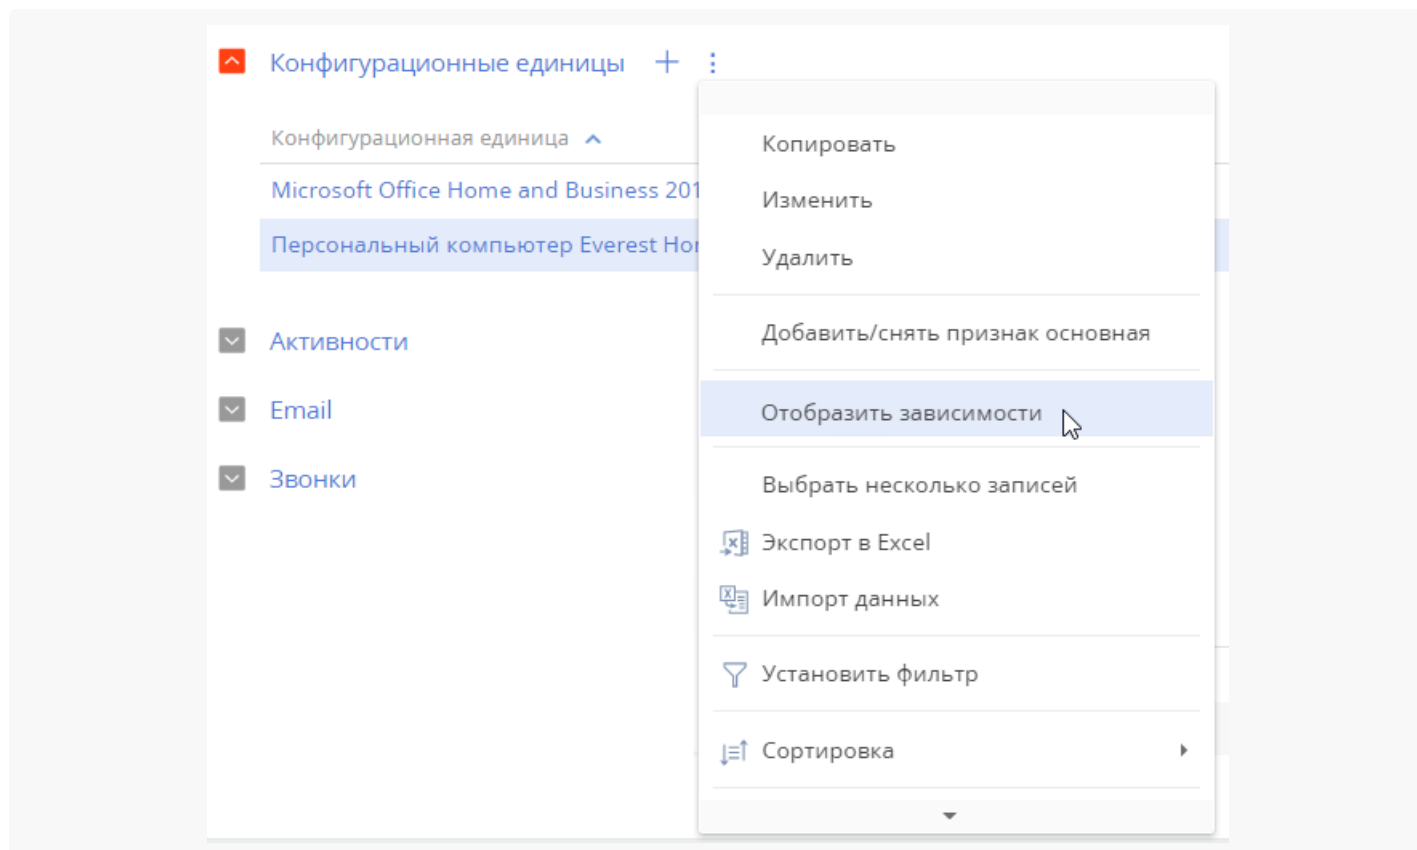 Конфигурационные единицы
Конфигурационная единица
Microsoft Office Home and Business 201
Персональный компьютер Everest
Активности
Email
Звонки
Копировать
Изменить
Удалить
Добавить/снять признак основная
Отобразить зависимости
Выбрать несколько записей
Экспорт в Excel
Импорт данных
Установить фильтр
Сортировка